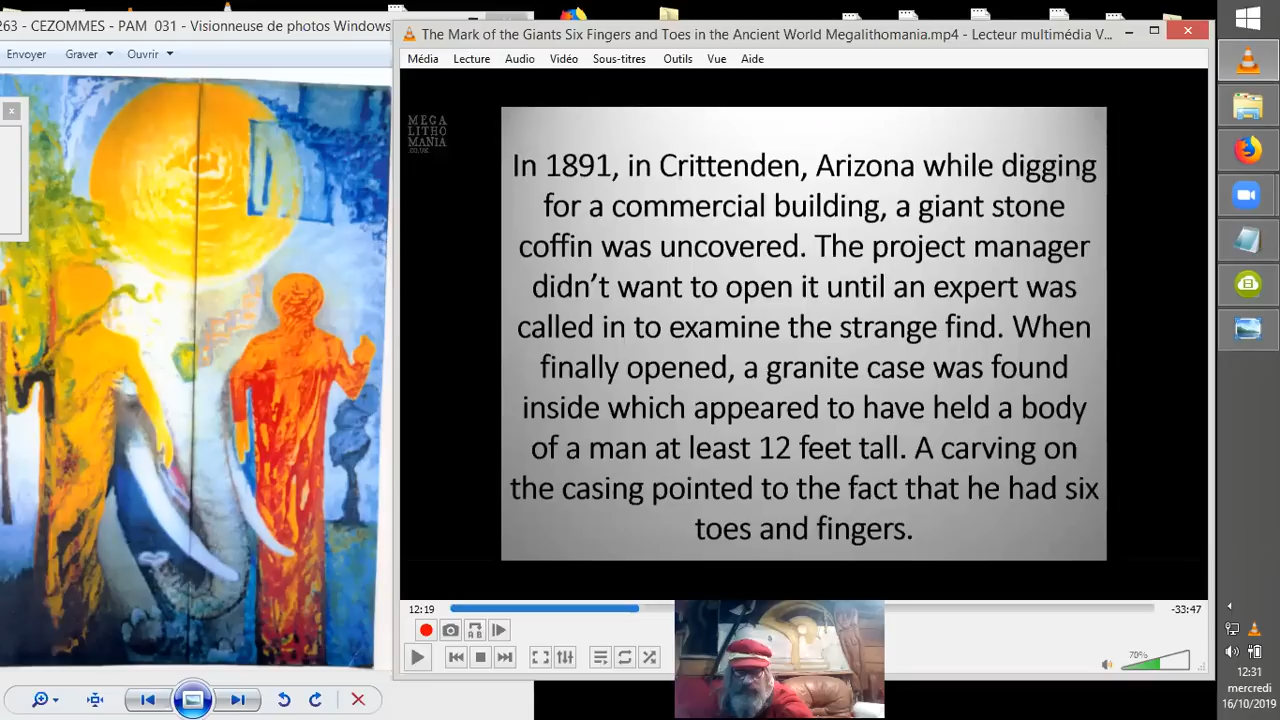 263 - CEZOMMES - PAM 031 - Visionneuse de photos Windows
Envoyer Graver Ouvrir
The Mark of the Giants Six Fingers and Toes in the Ancient World Megalithomania.mp4 - Lecteur multimédia V...
Média Lecture Audio Vidéo Sous-titres Outils Vue Aide
MEGA
LITHO
MANIA
.CO.UK
In 1891, in Crittenden, Arizona while digging
for a commercial building, a giant stone
coffin was uncovered. The project manager
didn’t want to open it until an expert was
called in to examine the strange find. When
finally opened, a granite case was found
inside which appeared to have held a body
of a man at least 12 feet tall. A carving on
the casing pointed to the fact that he had six
toes and fingers.
12:19
-33:47
AB
70%
12:31
mercredi
16/10/2019